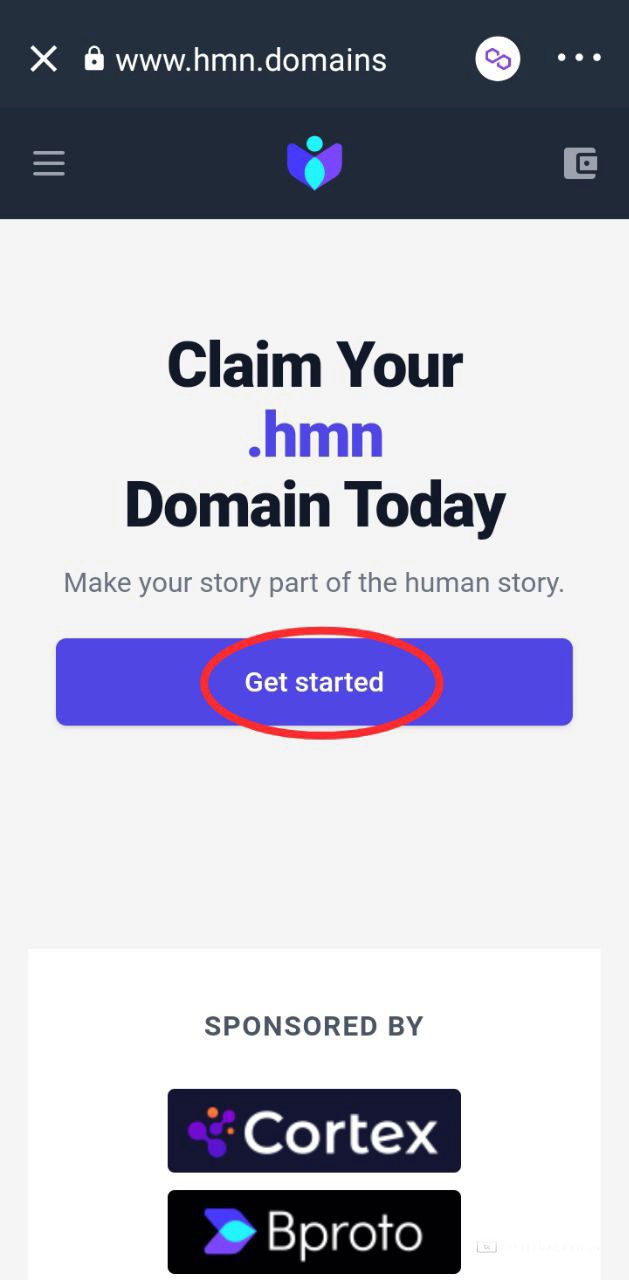 www.hmn.domains
Claim Your
.hmn
Domain Today
Make your story part of the human story.
Get started
SPONSORED BY
Cortex
Bproto